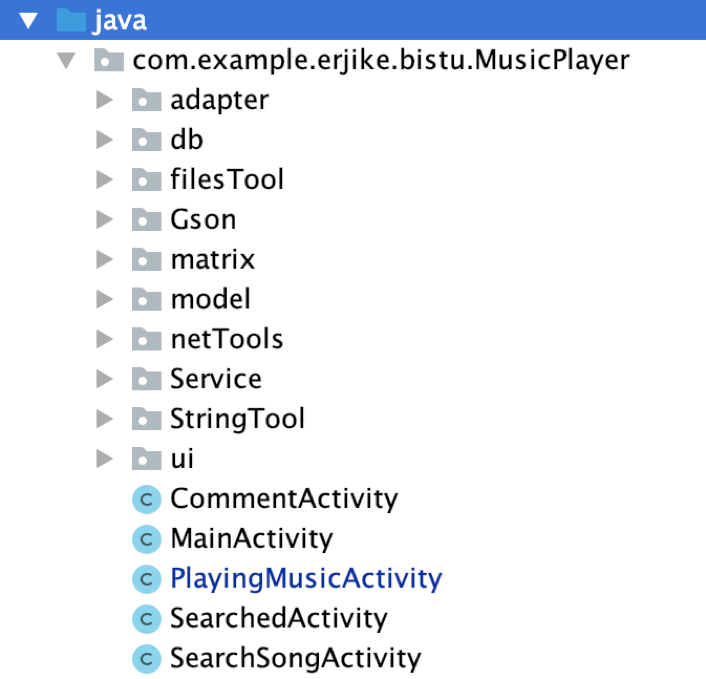 java
com.example.erjike.bistu.MusicPlayer
adapter
db
filesTool
Gson
matrix
model
netTools
Service
StringTool
ui
C CommentActivity
C MainActivity
C PlayingMusicActivity
C SearchedActivity
C SearchSongActivity